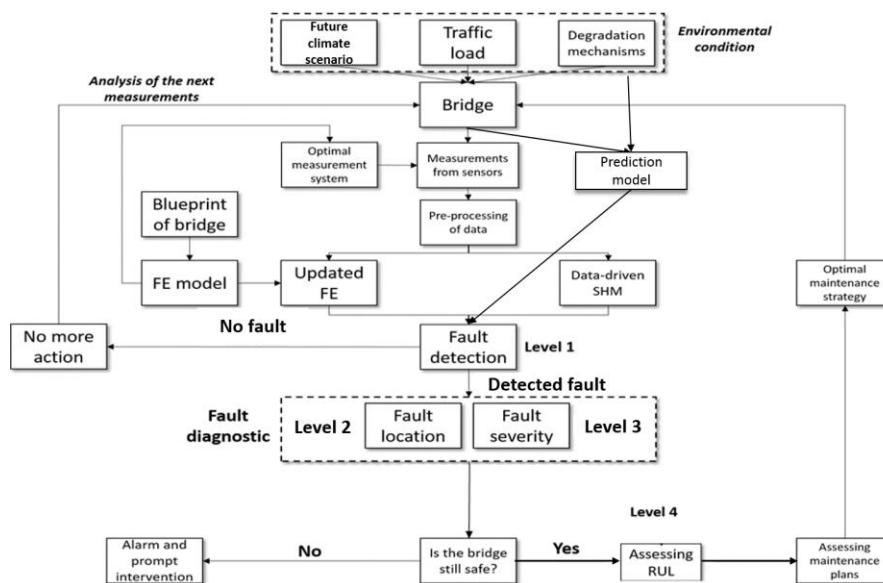 Future
climate
scenario
Traffic
load
Degradation
mechanisms
Environmental
condition
Analysis of the next
measurements
Bridge
Optimal
measurement
system
Measurements
from sensors
Prediction
model
Blueprint
of bridge
Pre-processing
of data
FE model
Updated
FE
Data-driven
SHM
Optimal
maintenance
strategy
No fault
No more
action
Fault
detection
Level 1
Detected fault
Fault
diagnostic
Level 2
Fault
location
Fault
severity
Level 3
Level 4
Alarm and
prompt
intervention
No
Is the bridge
still safe?
Yes
Assessing
RUL
Assessing
maintenance
plans